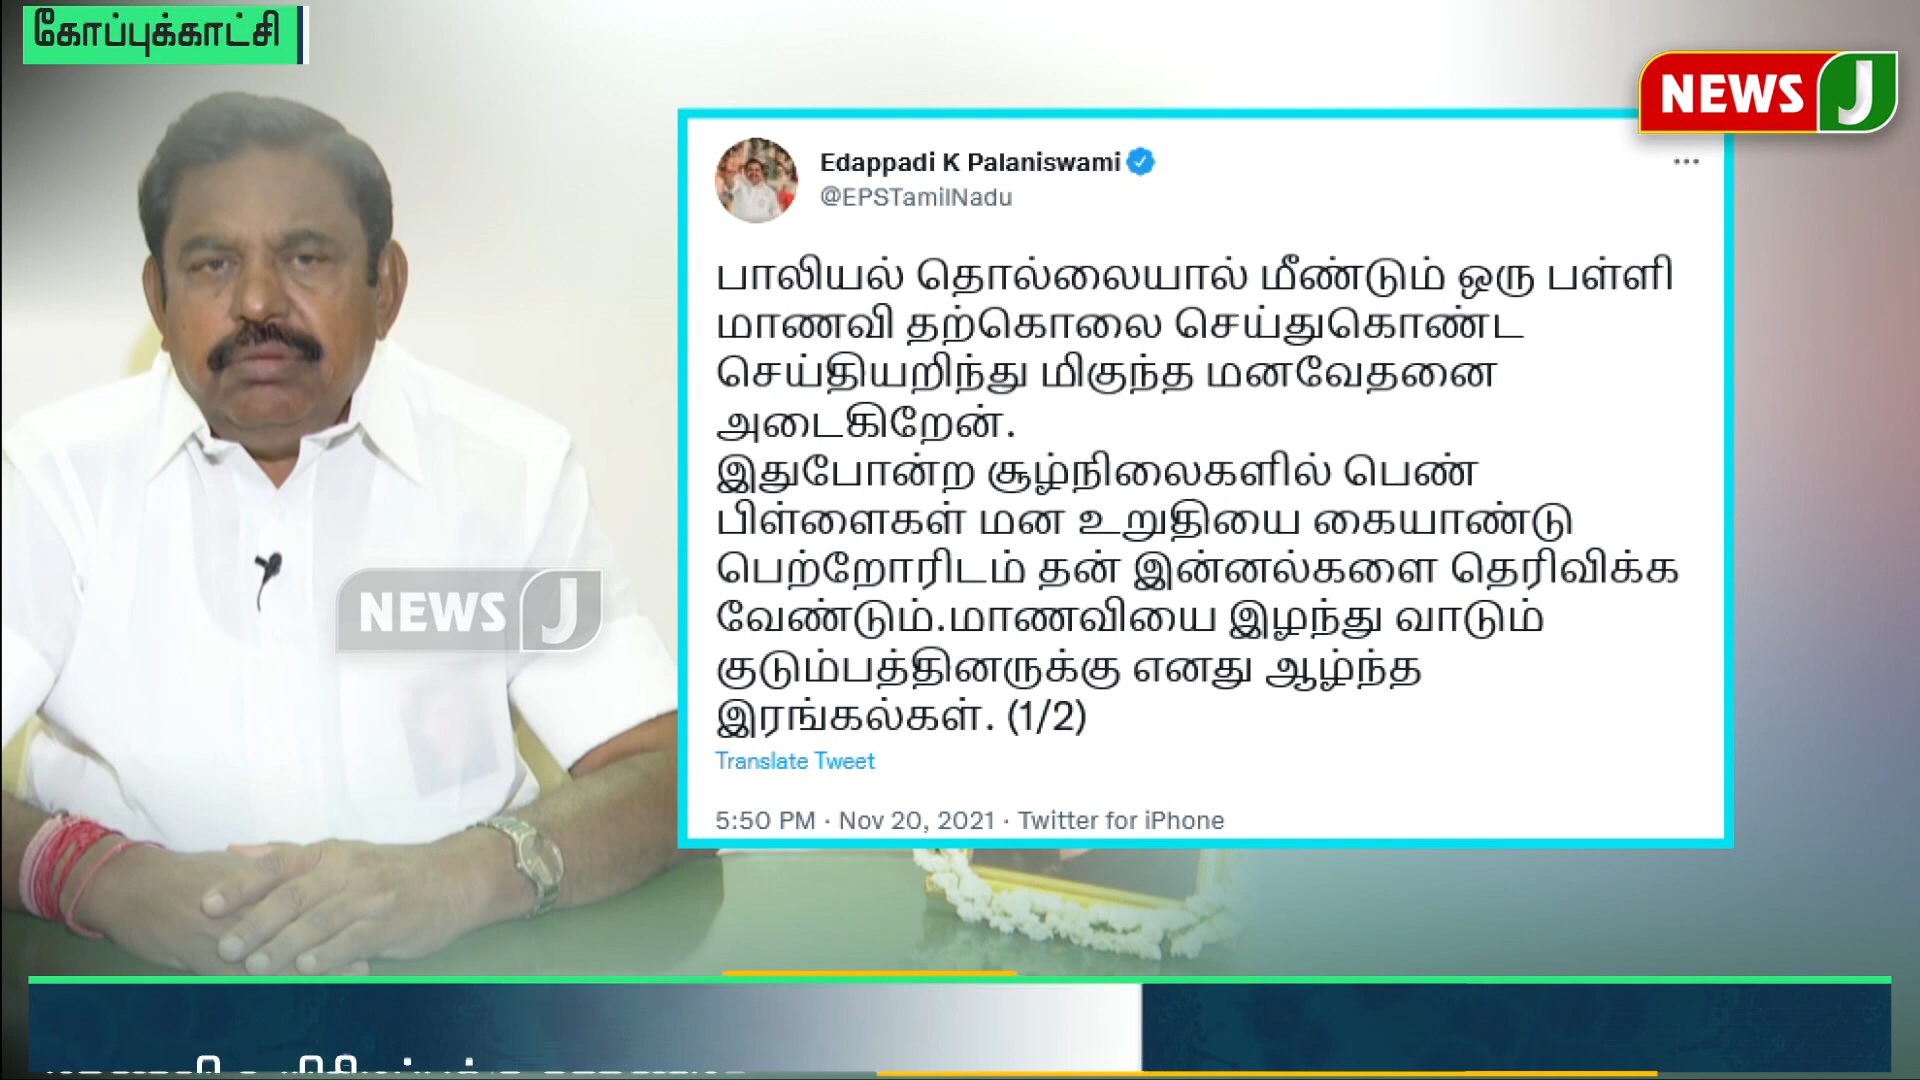 கோப்புக்காட்சி
NEWS J
Edappadi K Palaniswami
@EPSTamilNadu
பாலியல் தொல்லையால் மீண்டும் ஒரு பள்ளி
மாணவி தற்கொலை செய்துகொண்ட
செய்தியறிந்து மிகுந்த மனவேதனை
அடைகிறேன்.
இதுபோன்ற சூழ்நிலைகளில் பெண்
பிள்ளைகள் மன உறுதியை கையாண்டு
பெற்றோரிடம் தன் இன்னல்களை தெரிவிக்க
வேண்டும்.மாணவியை இழந்து வாடும்
குடும்பத்தினருக்கு எனது ஆழ்ந்த
இரங்கல்கள். (1/2)
Translate Tweet
5:50 PM · Nov 20, 2021 · Twitter for iPhone
NEWS J